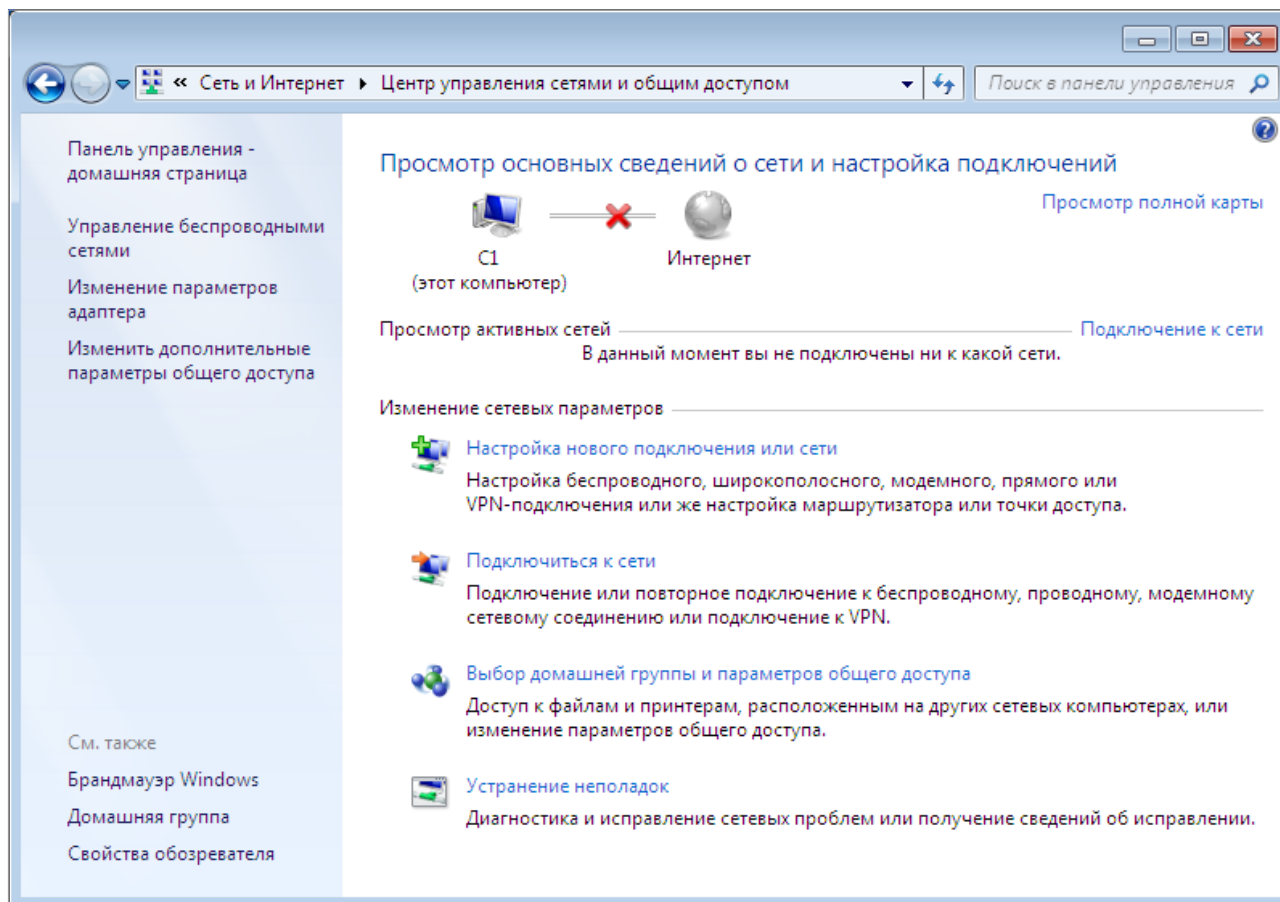 « Сеть и Интернет ▸ Центр управления сетями и общим доступом
Поиск в панели управления
Панель управления -
домашняя страница
Управление беспроводными
сетями
Изменение параметров
адаптера
Изменить дополнительные
параметры общего доступа
См. также
Брандмауэр Windows
Домашняя группа
Свойства обозревателя
Просмотр основных сведений о сети и настройка подключений
Просмотр полной карты
C1
(этот компьютер)
Интернет
Просмотр активных сетей
Подключение к сети
В данный момент вы не подключены ни к какой сети.
Изменение сетевых параметров
Настройка нового подключения или сети
Настройка беспроводного, широкополосного, модемного, прямого или
VPN-подключения или же настройка маршрутизатора или точки доступа.
Подключиться к сети
Подключение или повторное подключение к беспроводному, проводному, модемному
сетевому соединению или подключение к VPN.
Выбор домашней группы и параметров общего доступа
Доступ к файлам и принтерам, расположенным на других сетевых компьютерах, или
изменение параметров общего доступа.
Устранение неполадок
Диагностика и исправление сетевых проблем или получение сведений об исправлении.